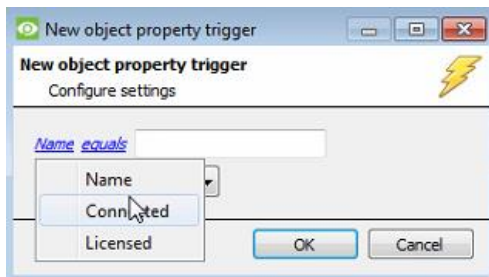 New object property trigger
New object property trigger
Configure settings
Name equals
Name
Connected
Licensed
OK Cancel